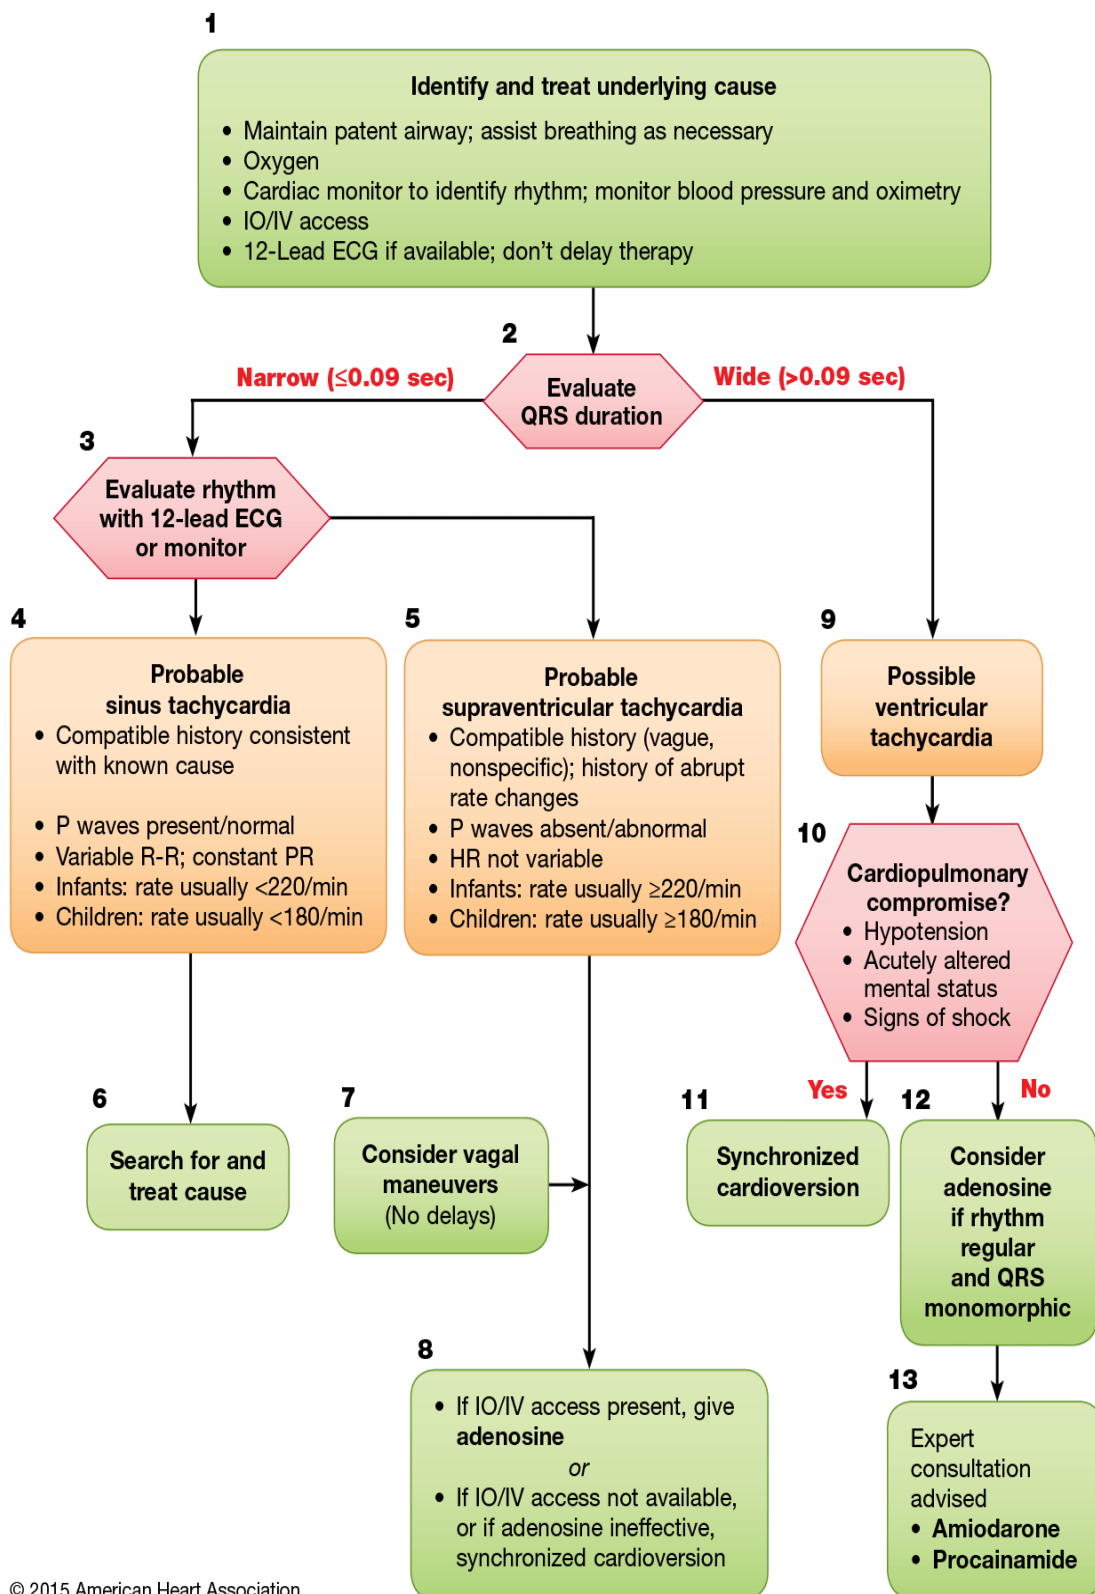 1
Identify and treat underlying cause
• Maintain patent airway; assist breathing as necessary
• Oxygen
• Cardiac monitor to identify rhythm; monitor blood pressure and oximetry
• IO/IV access
• 12-Lead ECG if available; don't delay therapy
2
Narrow (≤0.09 sec)
Evaluate
QRS duration
Wide (>0.09 sec)
3
Evaluate rhythm
with 12-lead ECG
or monitor
4
Probable
sinus tachycardia
• Compatible history consistent
with known cause
• P waves present/normal
• Variable R-R; constant PR
• Infants: rate usually <220/min
• Children: rate usually <180/min
5
Probable
supraventricular tachycardia
• Compatible history (vague,
nonspecific); history of abrupt
rate changes
• P waves absent/abnormal
• HR not variable
• Infants: rate usually ≥220/min
• Children: rate usually ≥180/min
9
Possible
ventricular
tachycardia
10
Cardiopulmonary
compromise?
• Hypotension
• Acutely altered
mental status
• Signs of shock
Yes
No
6
Search for and
treat cause
7
Consider vagal
maneuvers
(No delays)
11
Synchronized
cardioversion
12
Consider
adenosine
if rhythm
regular
and QRS
monomorphic
8
• If IO/IV access present, give
adenosine
or
• If IO/IV access not available,
or if adenosine ineffective,
synchronized cardioversion
13
Expert
consultation
advised
• Amiodarone
• Procainamide
© 2015 American Heart Association